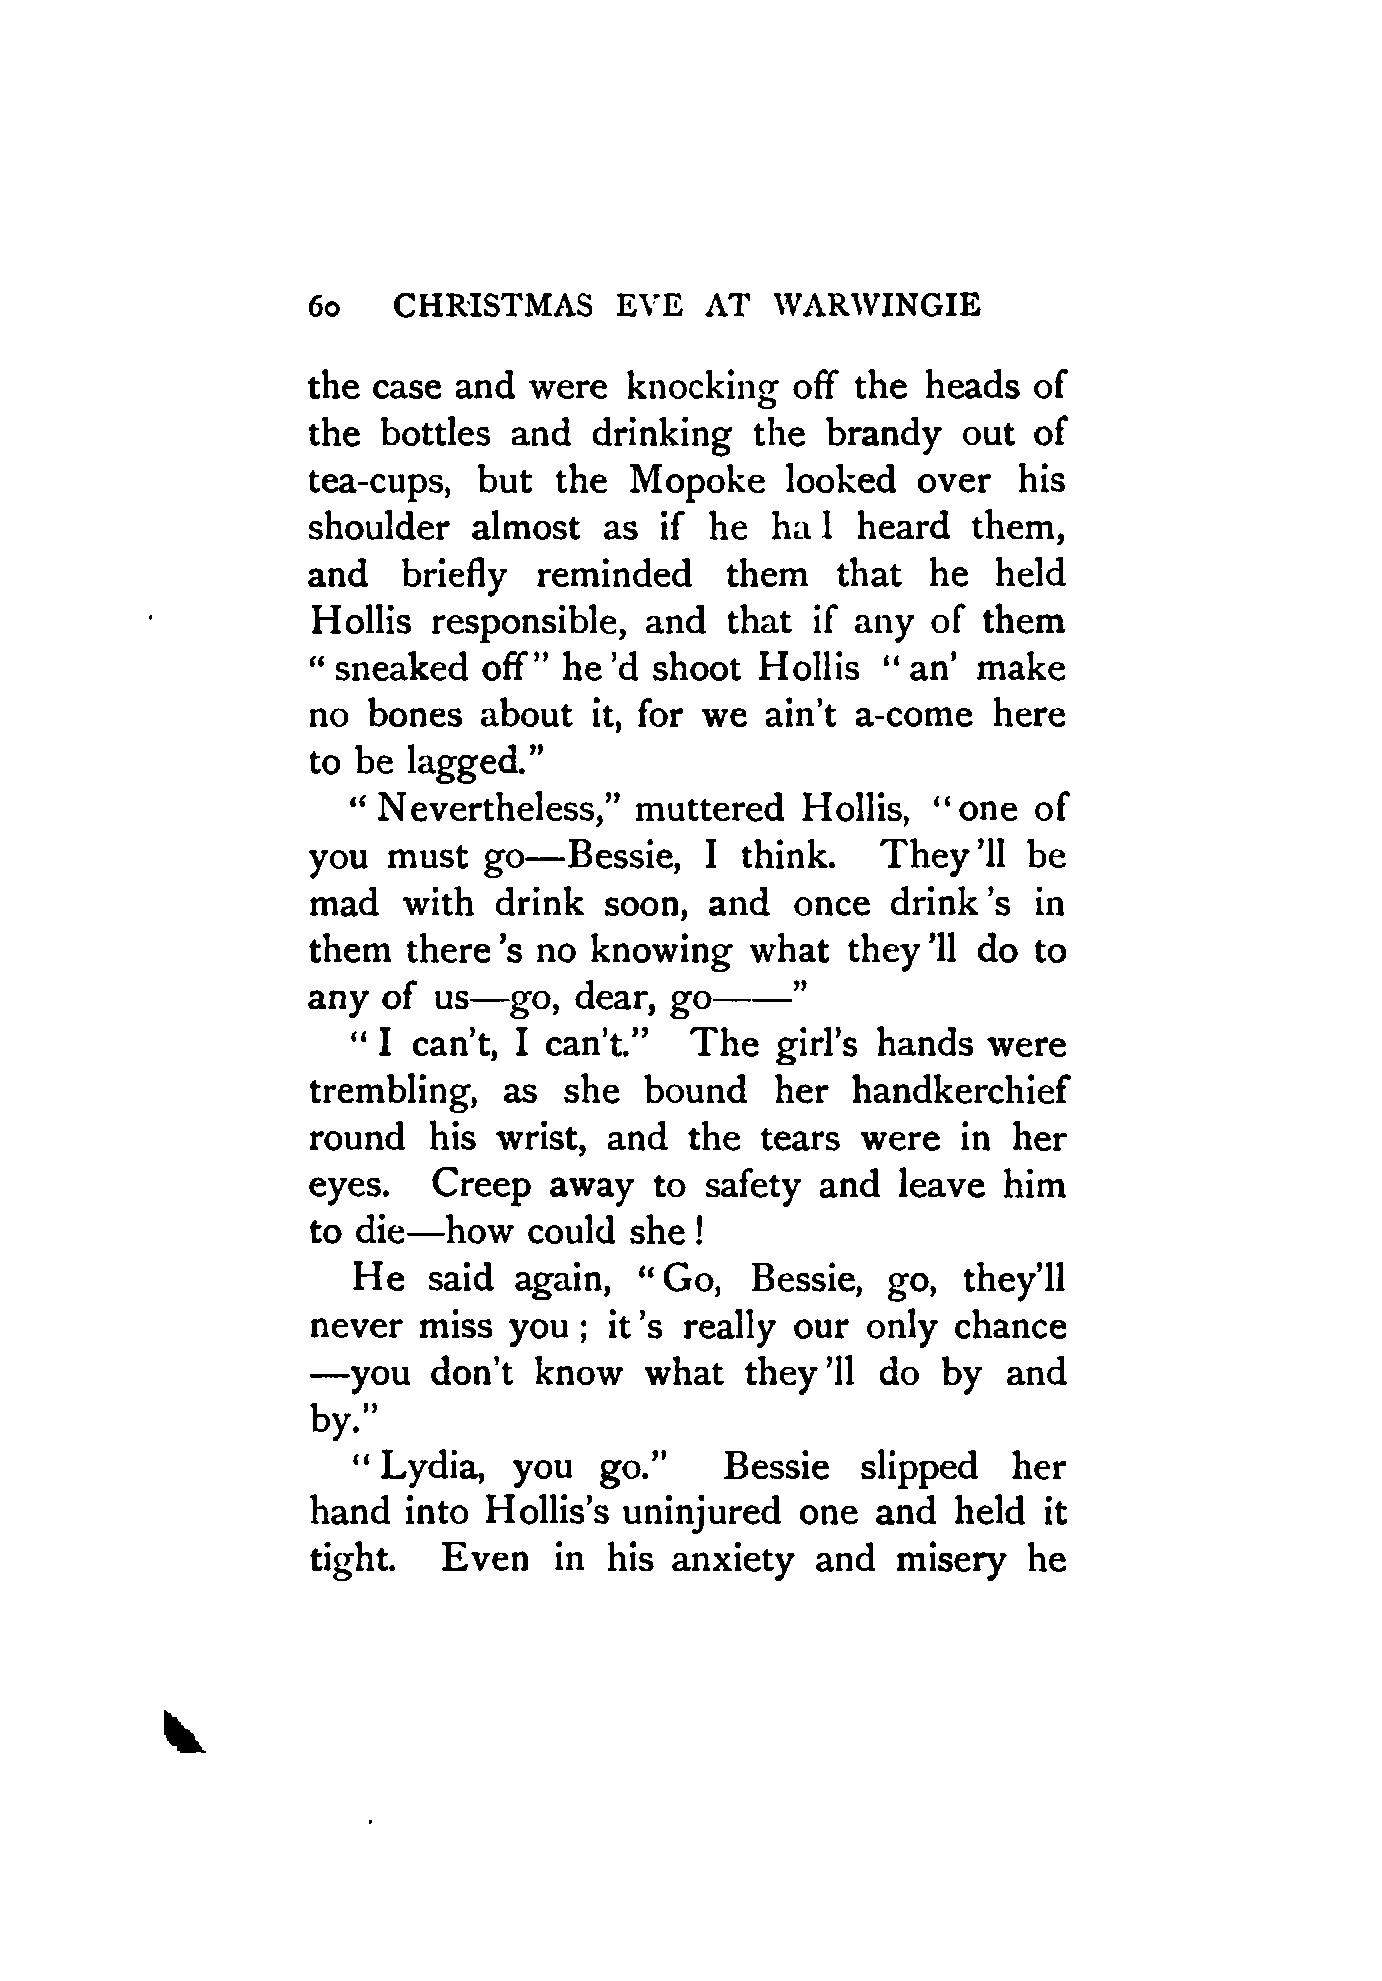 60 CHRISTMAS EVE AT WARWINGIE
the case and were knocking off the heads of
the bottles and drinking the brandy out of
tea-cups, but the Mopoke looked over his
shoulder almost as if he had heard them,
and briefly reminded them that he held
Hollis responsible, and that if any of them
“ sneaked off” he 'd shoot Hollis “ an' make
no bones about it, for we ain't a-come here
to be lagged.”
“ Nevertheless,” muttered Hollis, “ one of
you must go—Bessie, I think. They 'll be
mad with drink soon, and once drink 's in
them there 's no knowing what they 'll do to
any of us—go, dear, go——”
“ I can't, I can't.” The girl's hands were
trembling, as she bound her handkerchief
round his wrist, and the tears were in her
eyes. Creep away to safety and leave him
to die—how could she !
He said again, “ Go, Bessie, go, they'll
never miss you ; it 's really our only chance
—you don't know what they 'll do by and
by.”
“ Lydia, you go.” Bessie slipped her
hand into Hollis's uninjured one and held it
tight. Even in his anxiety and misery he